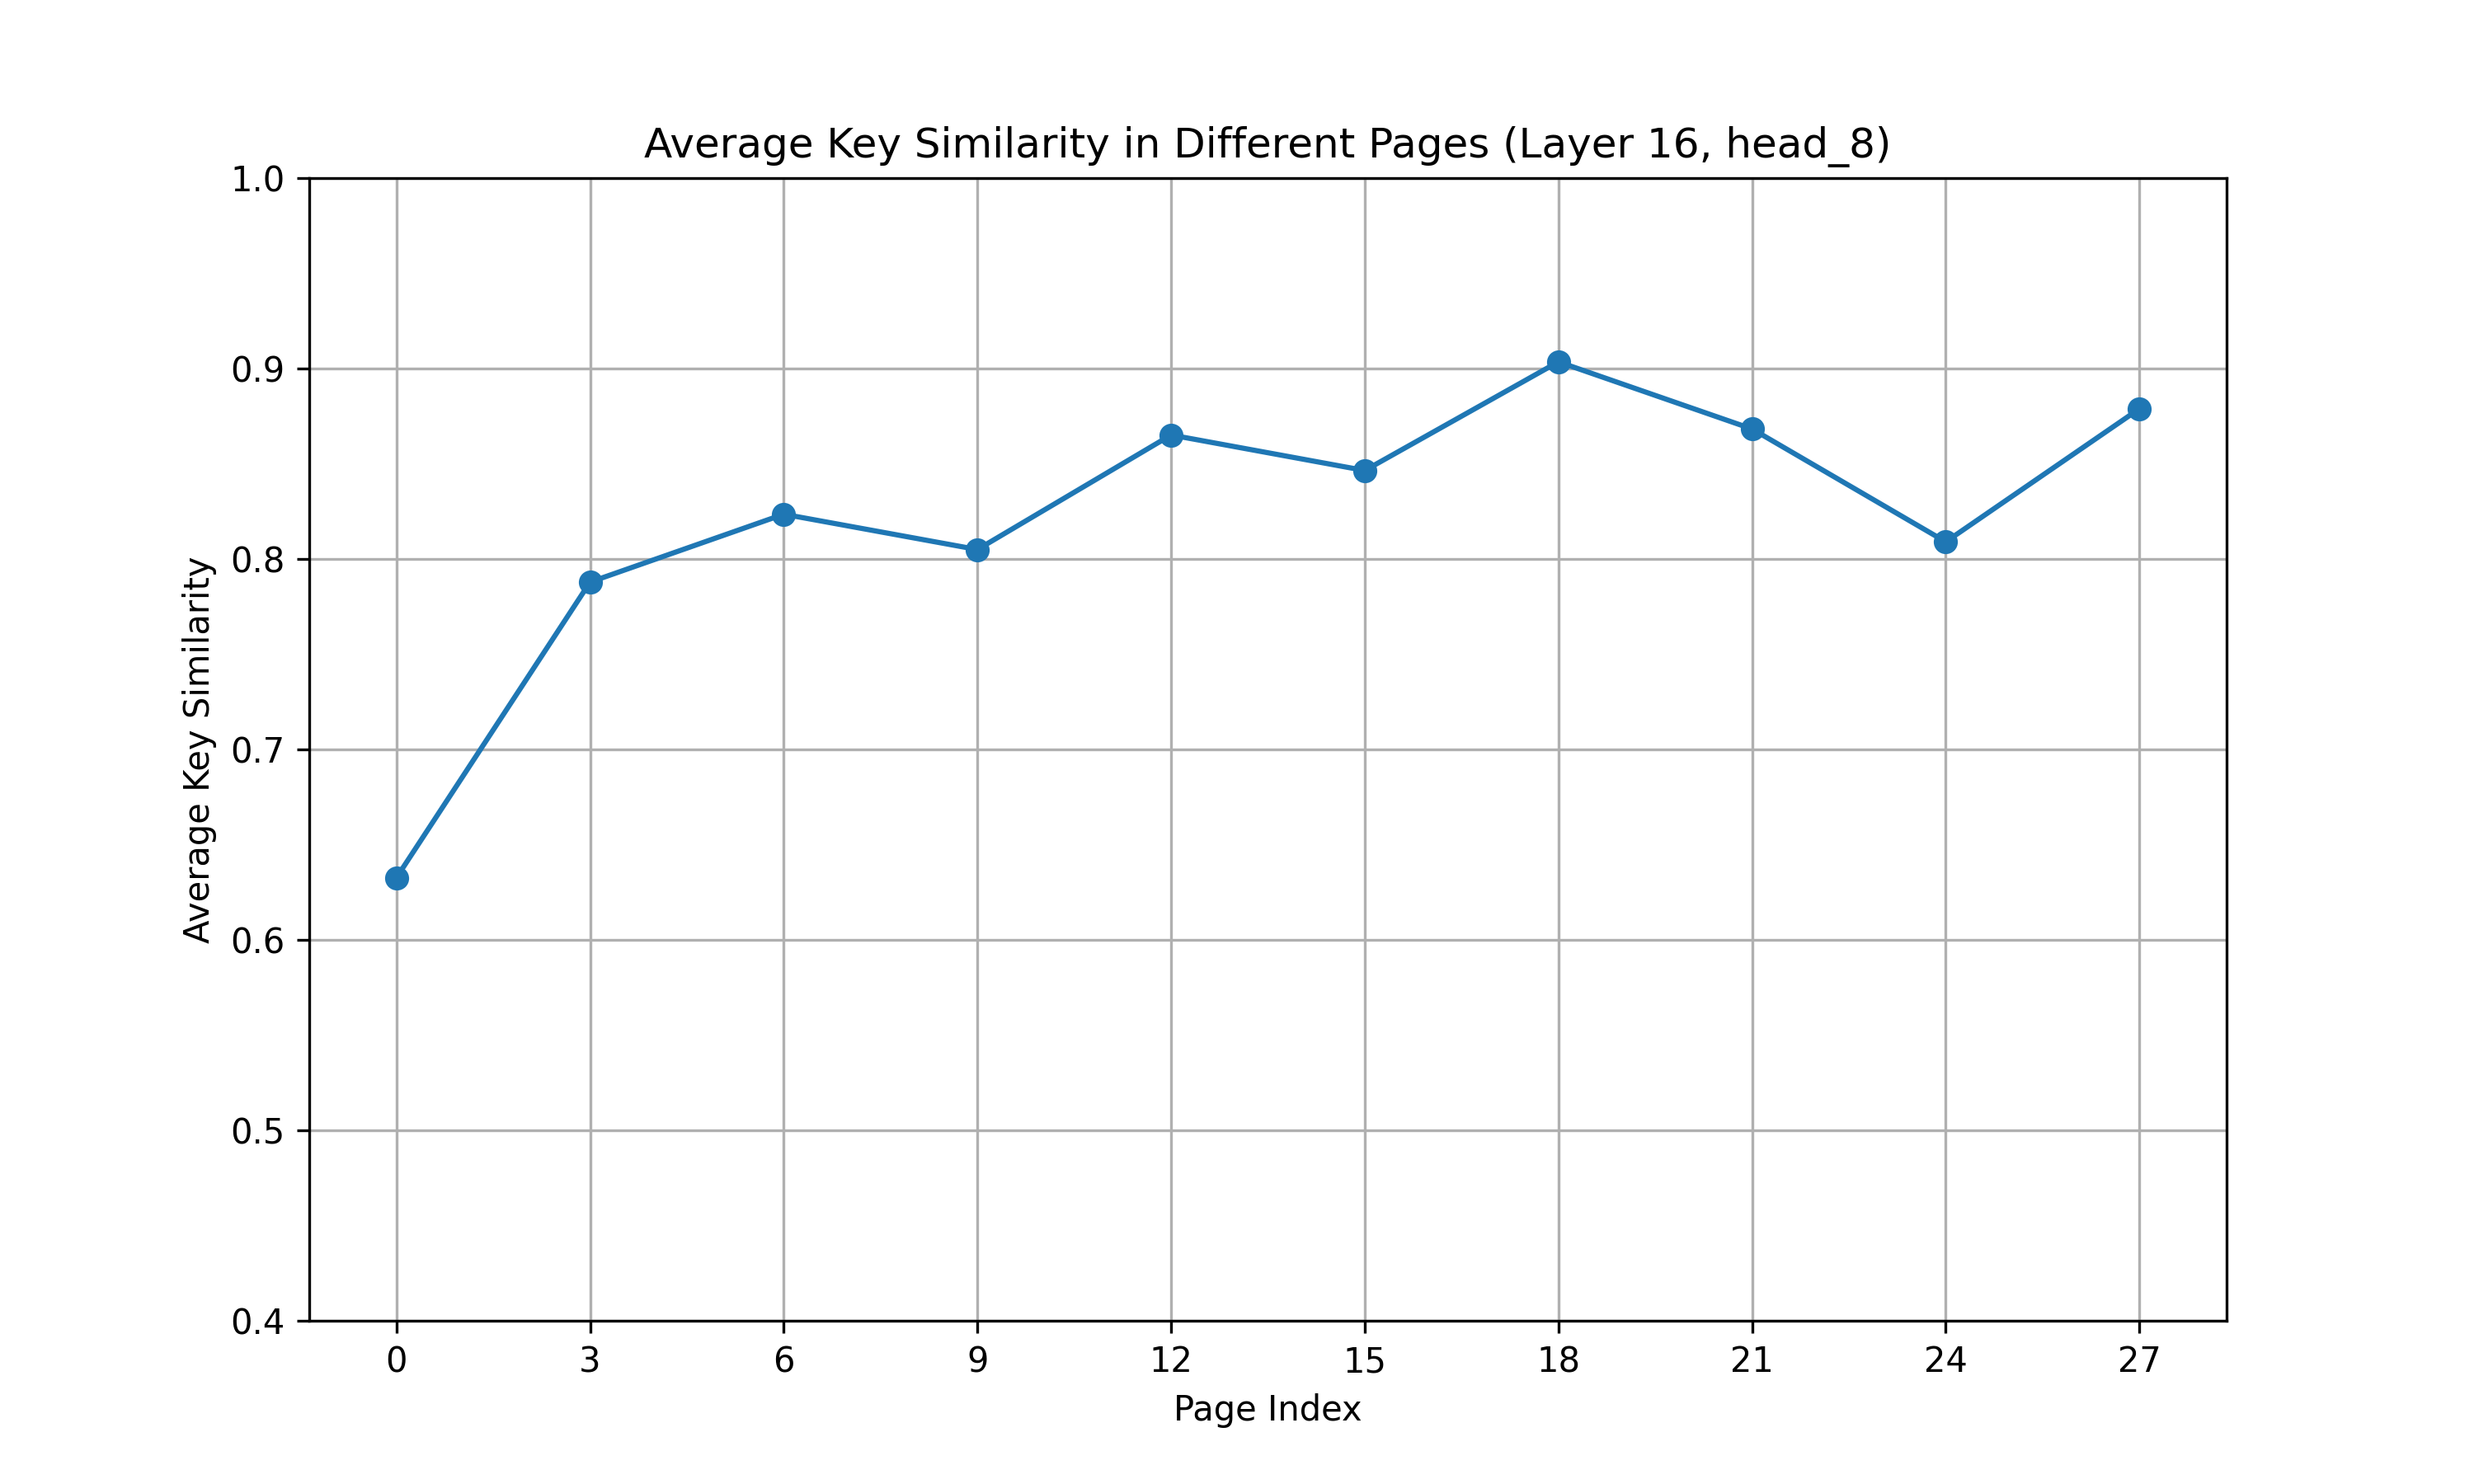 Average Key Similarity in Different Pages (Layer 16, head_8)
1.0
0.9
0.8
0.7
0.6
0.5
0.4
Average Key Similarity
0 3 6 9 12 15 18 21 24 27
Page Index